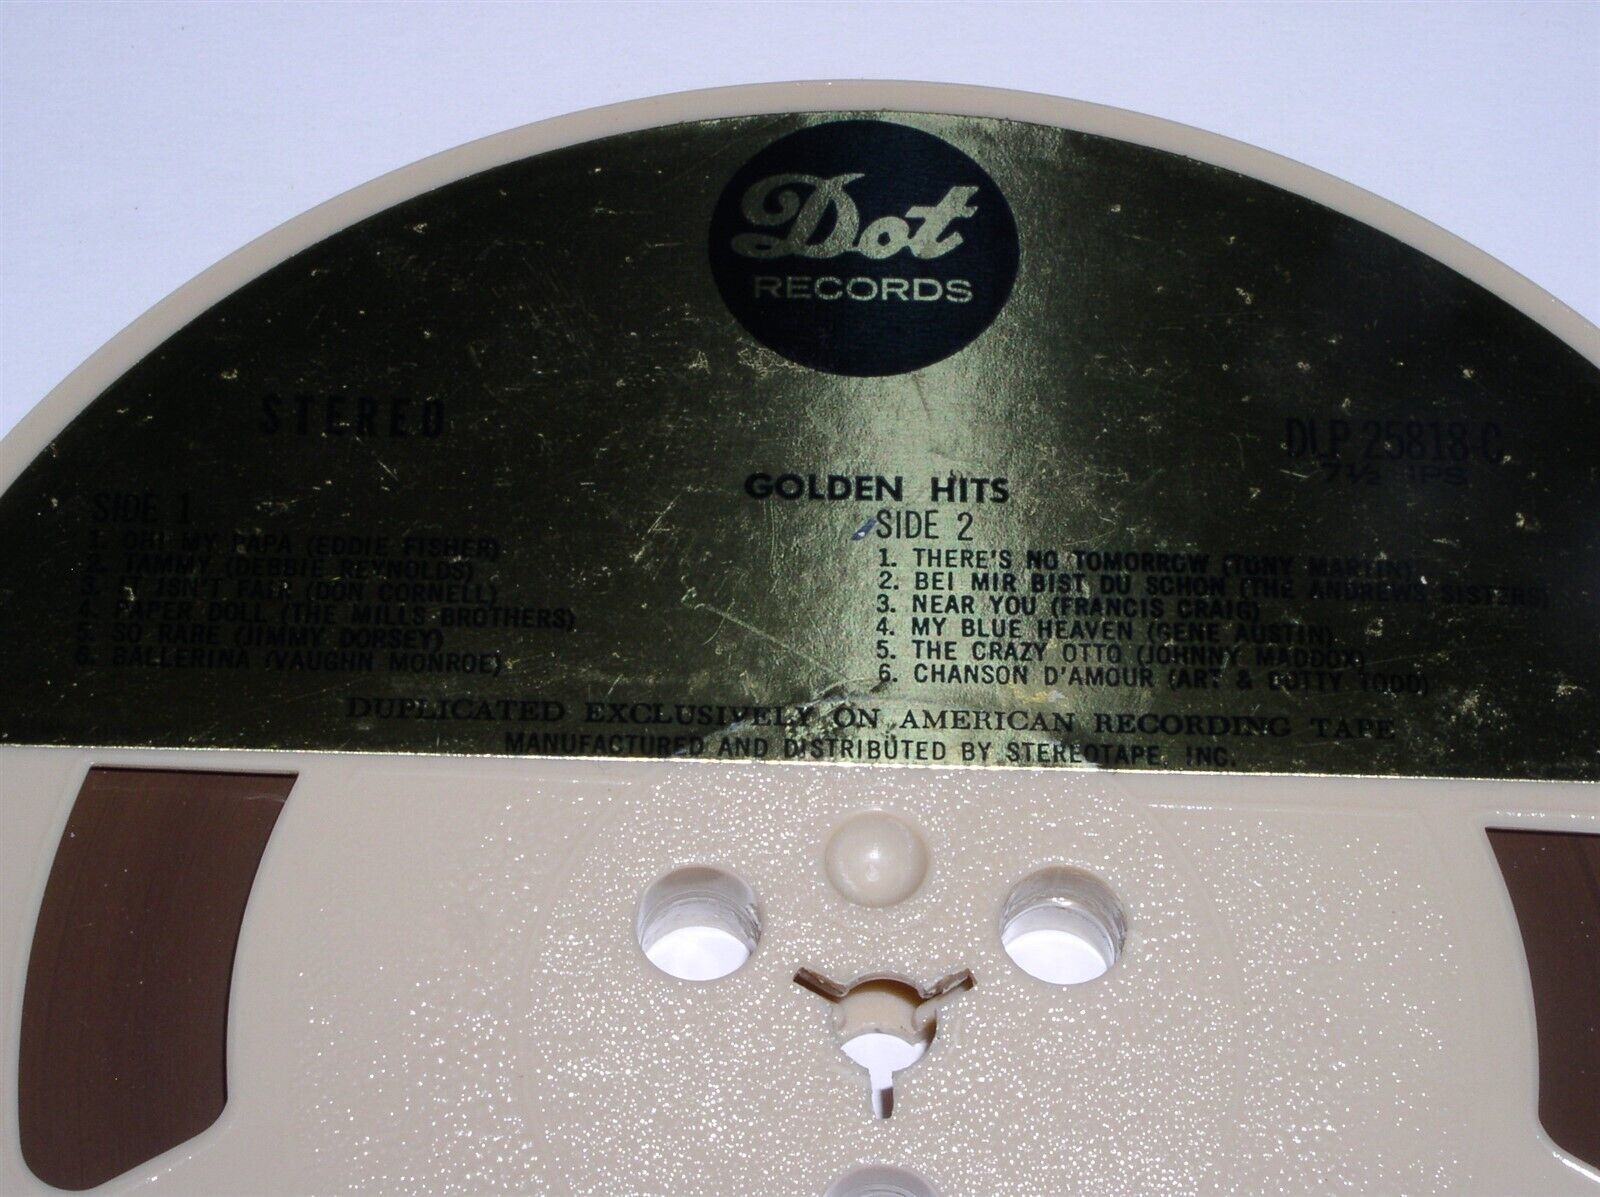 Dot
RECORDS
STEREO
DLP 25818-C
7½ IPS
GOLDEN HITS
SIDE 1
1. OH! MY PAPA (EDDIE FISHER)
2. TAMMY (DEBBIE REYNOLDS)
3. IT ISN'T FAIR (DON CORNELL)
4. PAPER DOLL (THE MILLS BROTHERS)
5. SO RARE (JIMMY DORSEY)
6. BALLERINA (VAUGHN MONROE)
SIDE 2
1. THERE'S NO TOMORROW (TONY MARTIN)
2. BEI MIR BIST DU SCHON (THE ANDREWS SISTERS)
3. NEAR YOU (FRANCIS CRAIG)
4. MY BLUE HEAVEN (GENE AUSTIN)
5. THE CRAZY OTTO (JOHNNY MADDOX)
6. CHANSON D'AMOUR (ART & DOTTY TODD)
DUPLICATED EXCLUSIVELY ON AMERICAN RECORDING TAPE
MANUFACTURED AND DISTRIBUTED BY STEREOTAPE, INC.